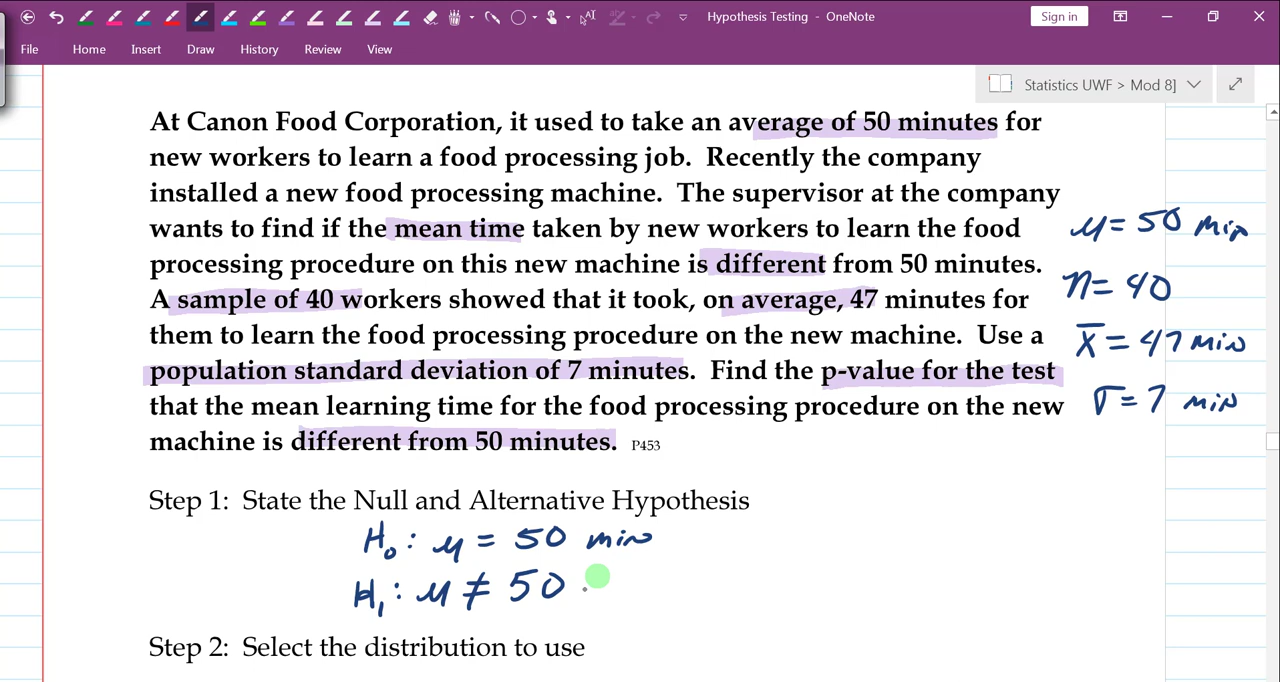 Hypothesis Testing - OneNote
Sign in
File Home Insert Draw History Review View
Statistics UWF > Mod 8]
At Canon Food Corporation, it used to take an average of 50 minutes for
new workers to learn a food processing job. Recently the company
installed a new food processing machine. The supervisor at the company
wants to find if the mean time taken by new workers to learn the food
processing procedure on this new machine is different from 50 minutes.
A sample of 40 workers showed that it took, on average, 47 minutes for
them to learn the food processing procedure on the new machine. Use a
population standard deviation of 7 minutes. Find the p-value for the test
that the mean learning time for the food processing procedure on the new
machine is different from 50 minutes. P453
μ = 50 min
n = 40
x̅ = 47 min
σ = 7 min
Step 1: State the Null and Alternative Hypothesis
H₀ : μ = 50 min
H₁ : μ ≠ 50
Step 2: Select the distribution to use